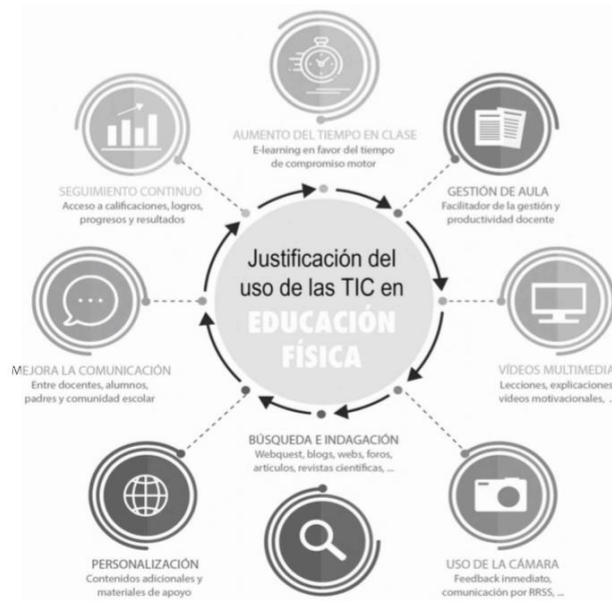 AUMENTO DEL TIEMPO EN CLASE
E-learning en favor del tiempo
de compromiso motor
GESTIÓN DE AULA
Facilitador de la gestión y
productividad docente
VÍDEOS MULTIMEDIA
Lecciones, explicaciones
vídeos motivacionales, ..
USO DE LA CÁMARA
Feedback inmediato,
comunicación por RRSS, ...
BÚSQUEDA E INDAGACIÓN
Webquest, blogs, webs, foros,
artículos, revistas científicas, ...
PERSONALIZACIÓN
Contenidos adicionales y
materiales de apoyo
MEJORA LA COMUNICACIÓN
Entre docentes, alumnos,
padres y comunidad escolar
SEGUIMIENTO CONTINUO
Acceso a calificaciones, logros,
progresos y resultados
Justificación del
uso de las TIC en
EDUCACIÓN
FÍSICA